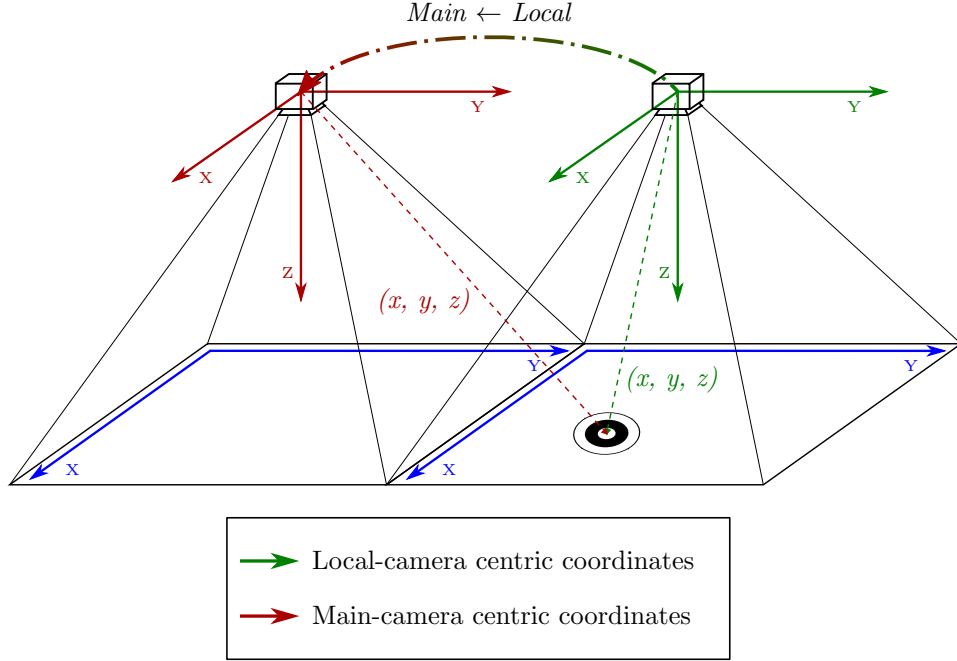 Main ← Local
Y
Y
X
X
Z
Z
(x, y, z)
Y
Y
(x, y, z)
X
X
Local-camera centric coordinates
Main-camera centric coordinates